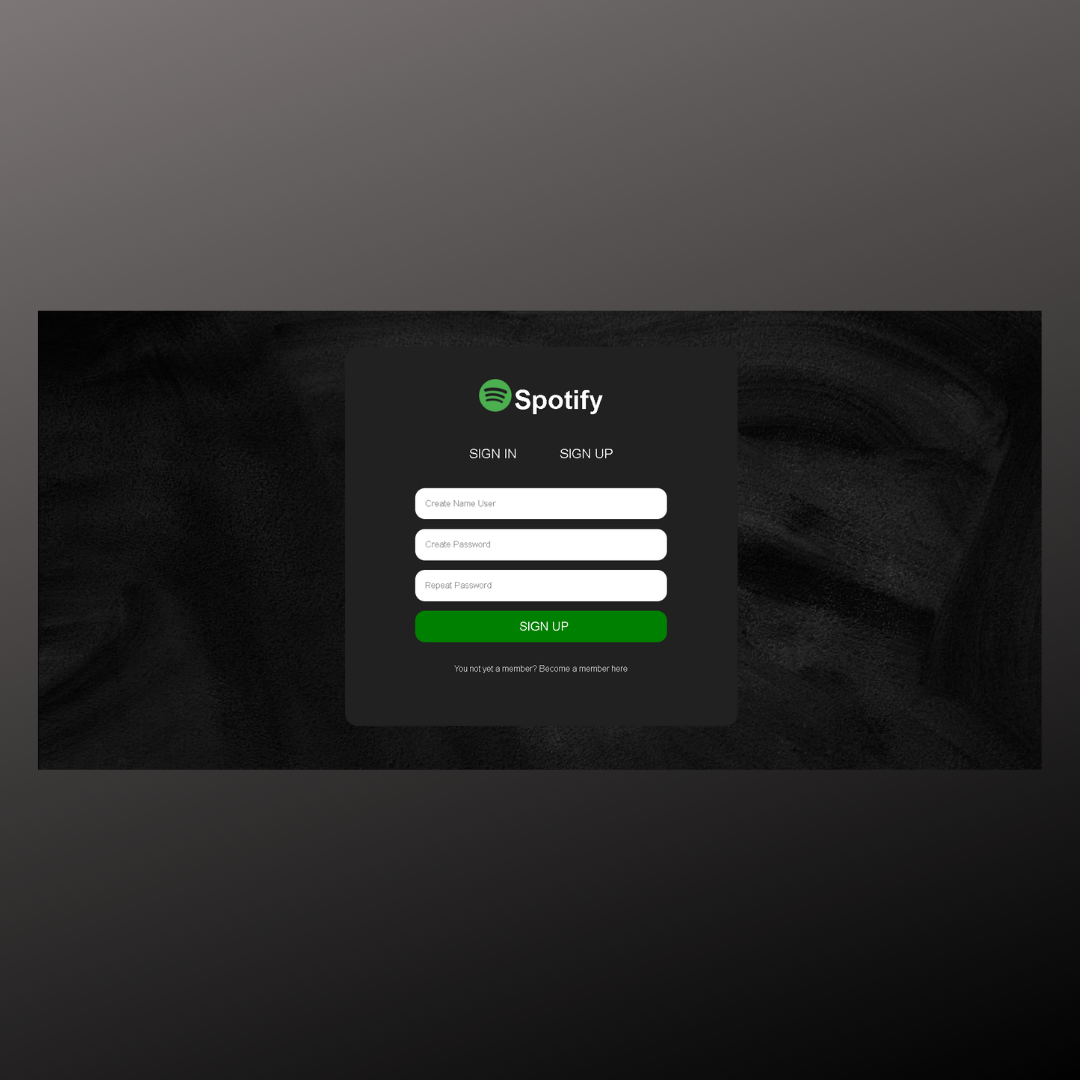 Spotify
SIGN IN SIGN UP
Create Name User
Create Password
Repeat Password
SIGN UP
You not yet a member? Become a member here